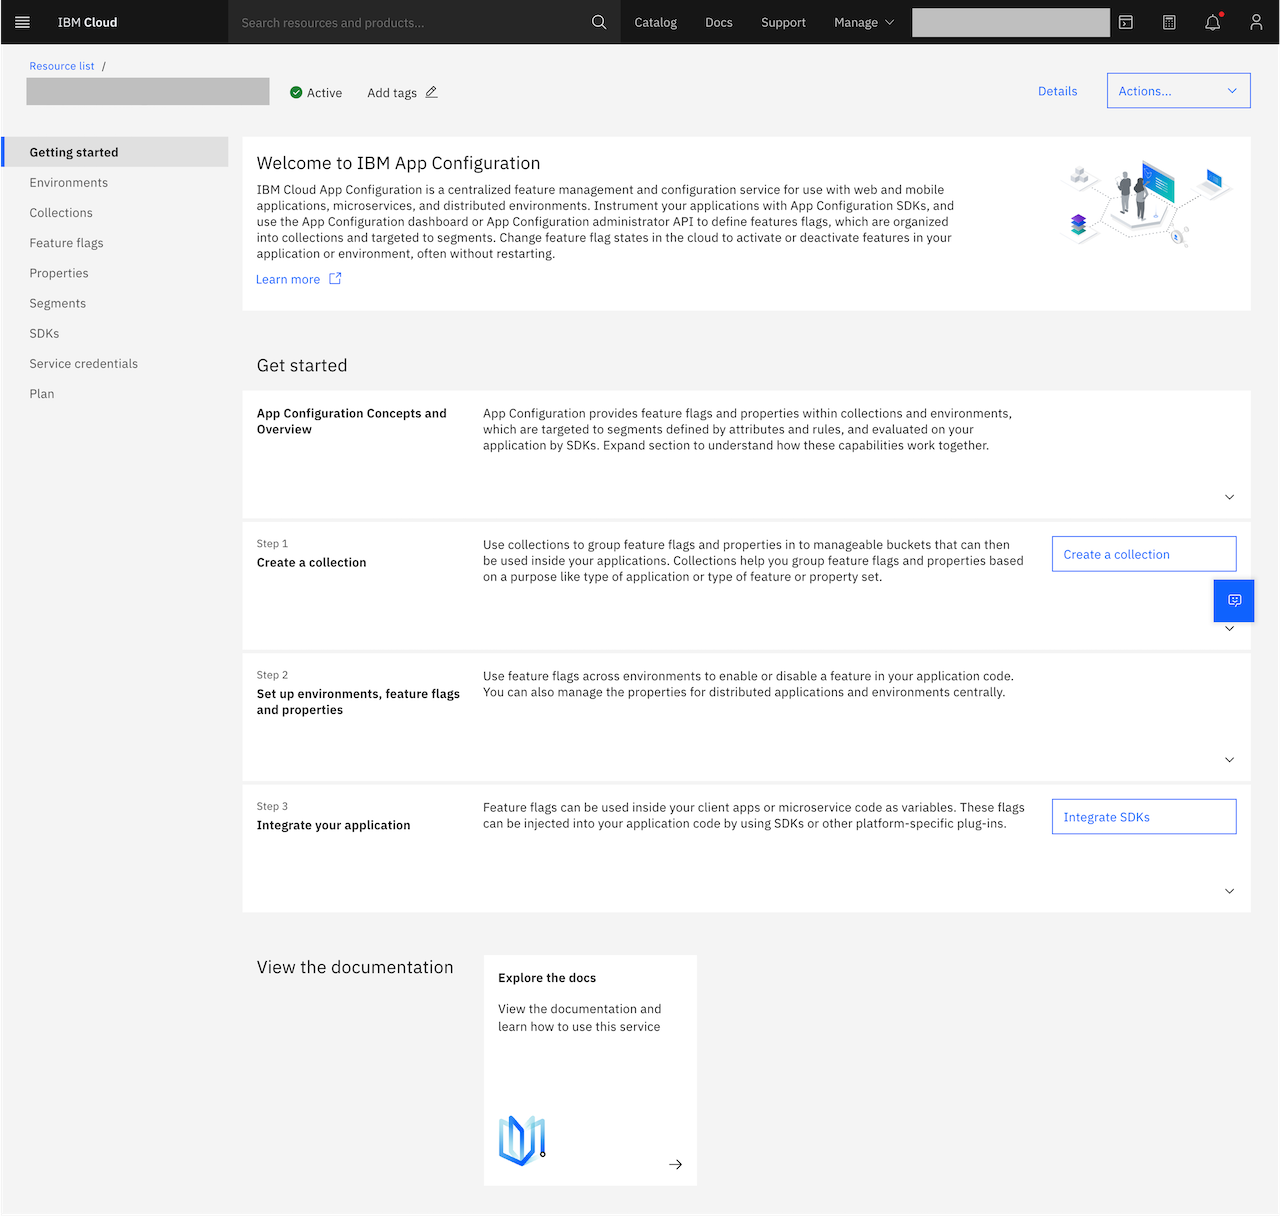 IBM Cloud
Search resources and products...
Catalog
Docs
Support
Manage
Resource list /
Active
Add tags
Details
Actions...
Getting started
Environments
Collections
Feature flags
Properties
Segments
SDKs
Service credentials
Plan
Welcome to IBM App Configuration
IBM Cloud App Configuration is a centralized feature management and configuration service for use with web and mobile
applications, microservices, and distributed environments. Instrument your applications with App Configuration SDKs, and
use the App Configuration dashboard or App Configuration administrator API to define features flags, which are organized
into collections and targeted to segments. Change feature flag states in the cloud to activate or deactivate features in your
application or environment, often without restarting.
Learn more
Get started
App Configuration Concepts and
Overview
App Configuration provides feature flags and properties within collections and environments,
which are targeted to segments defined by attributes and rules, and evaluated on your
application by SDKs. Expand section to understand how these capabilities work together.
Step 1
Create a collection
Use collections to group feature flags and properties in to manageable buckets that can then
be used inside your applications. Collections help you group feature flags and properties based
on a purpose like type of application or type of feature or property set.
Create a collection
Step 2
Set up environments, feature flags
and properties
Use feature flags across environments to enable or disable a feature in your application code.
You can also manage the properties for distributed applications and environments centrally.
Step 3
Integrate your application
Feature flags can be used inside your client apps or microservice code as variables. These flags
can be injected into your application code by using SDKs or other platform-specific plug-ins.
Integrate SDKs
View the documentation
Explore the docs
View the documentation and
learn how to use this service